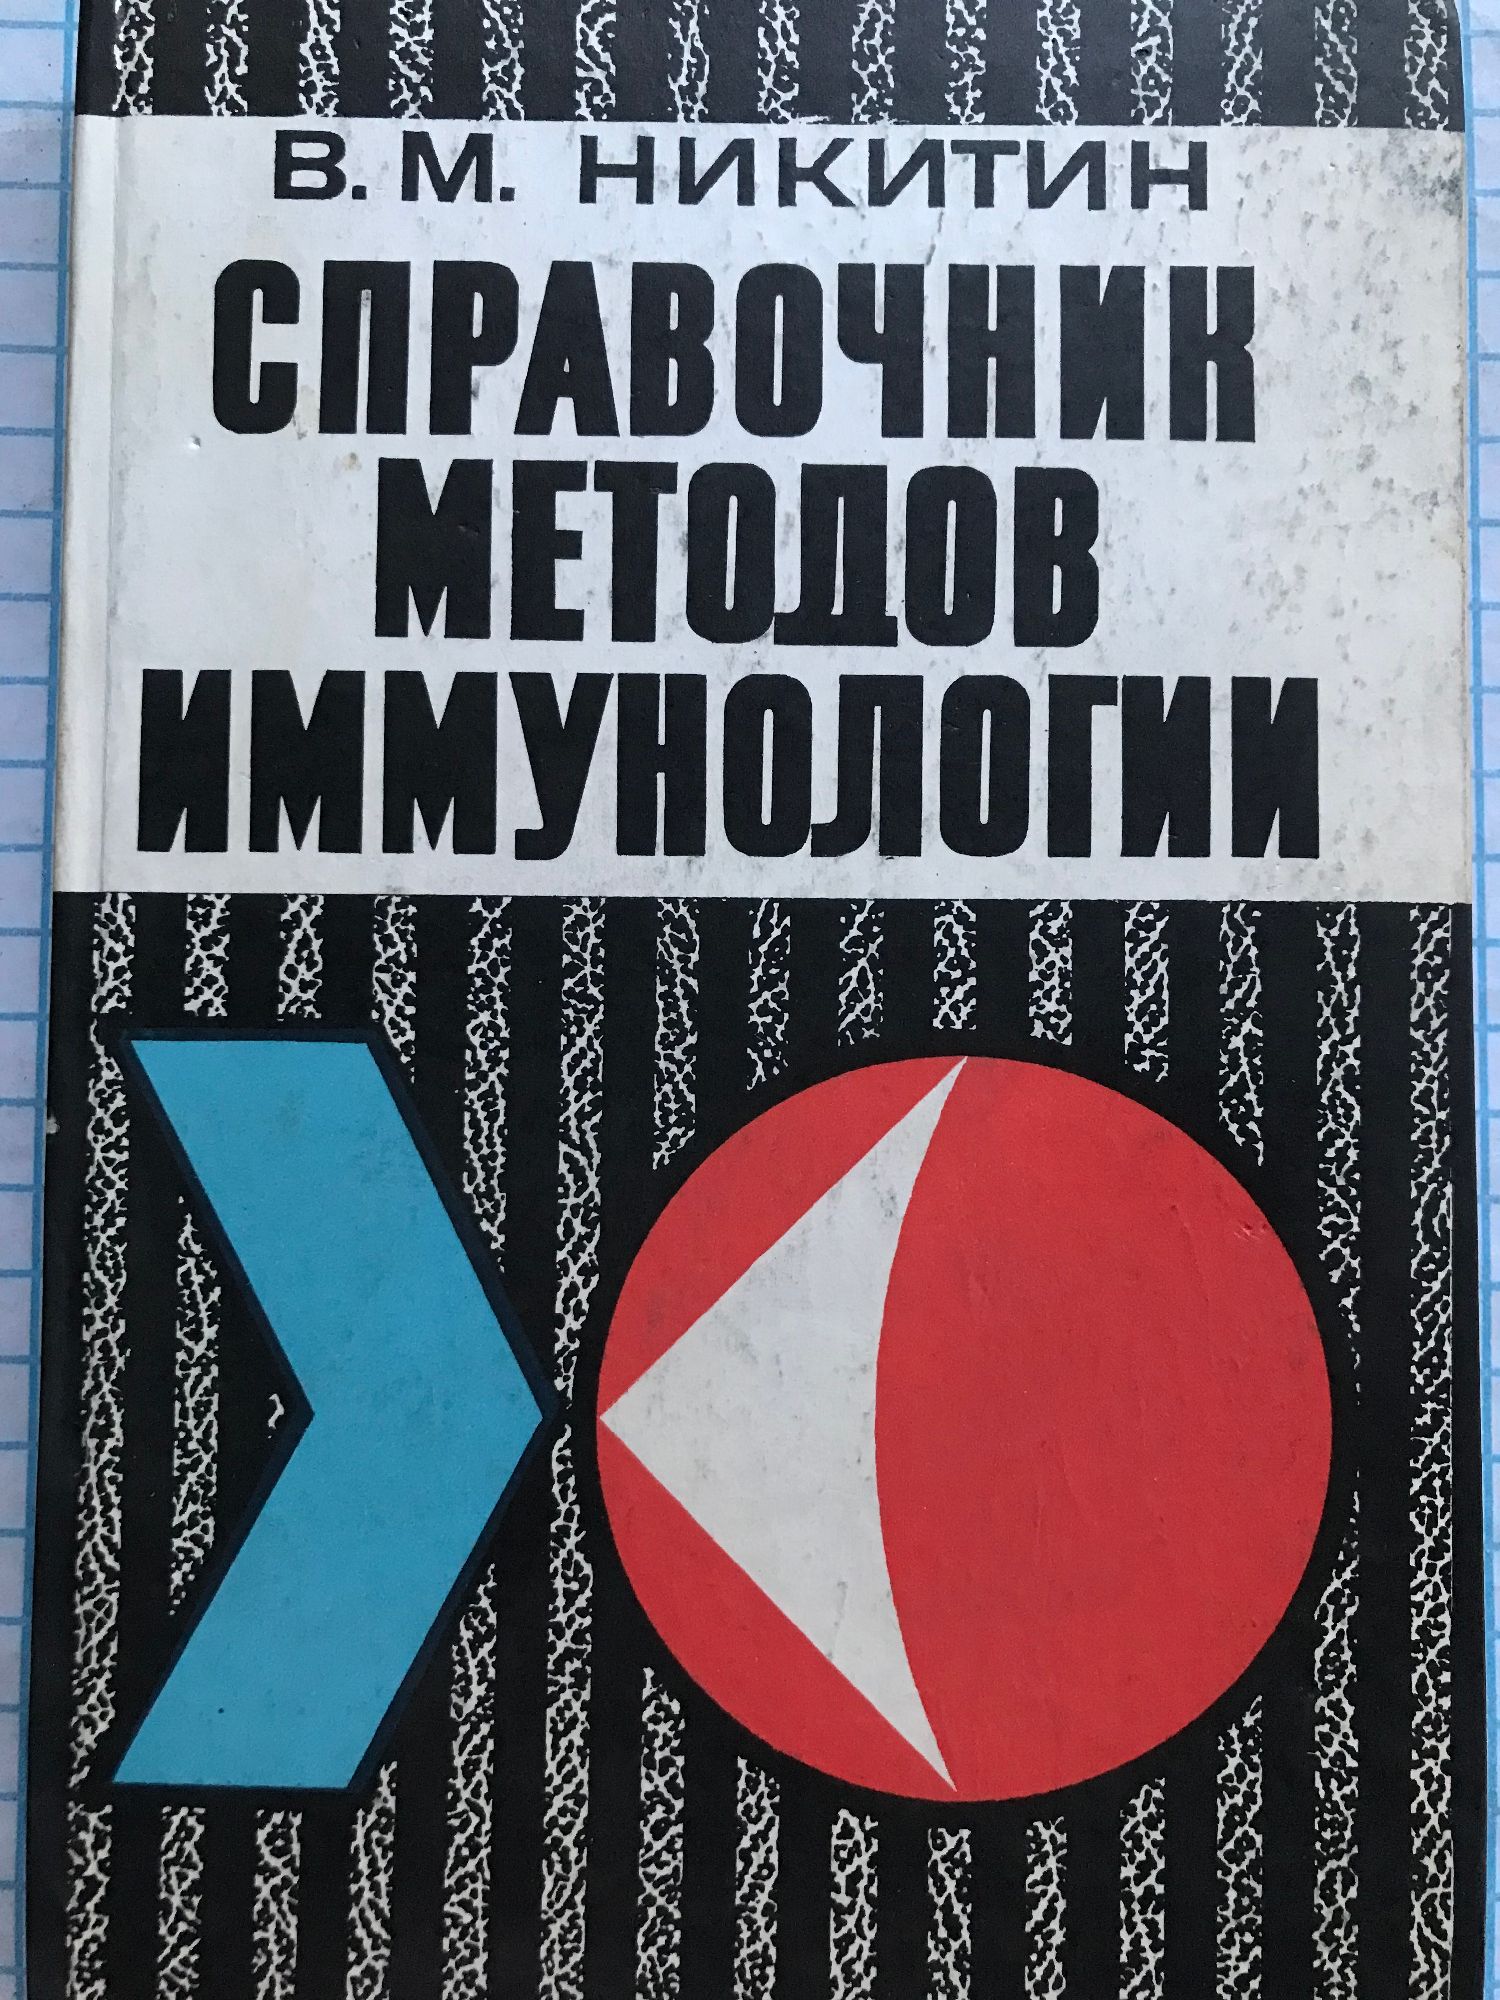 В. М. НИКИТИН
СПРАВОЧНИК
МЕТОДОВ
ИММУНОЛОГИИ